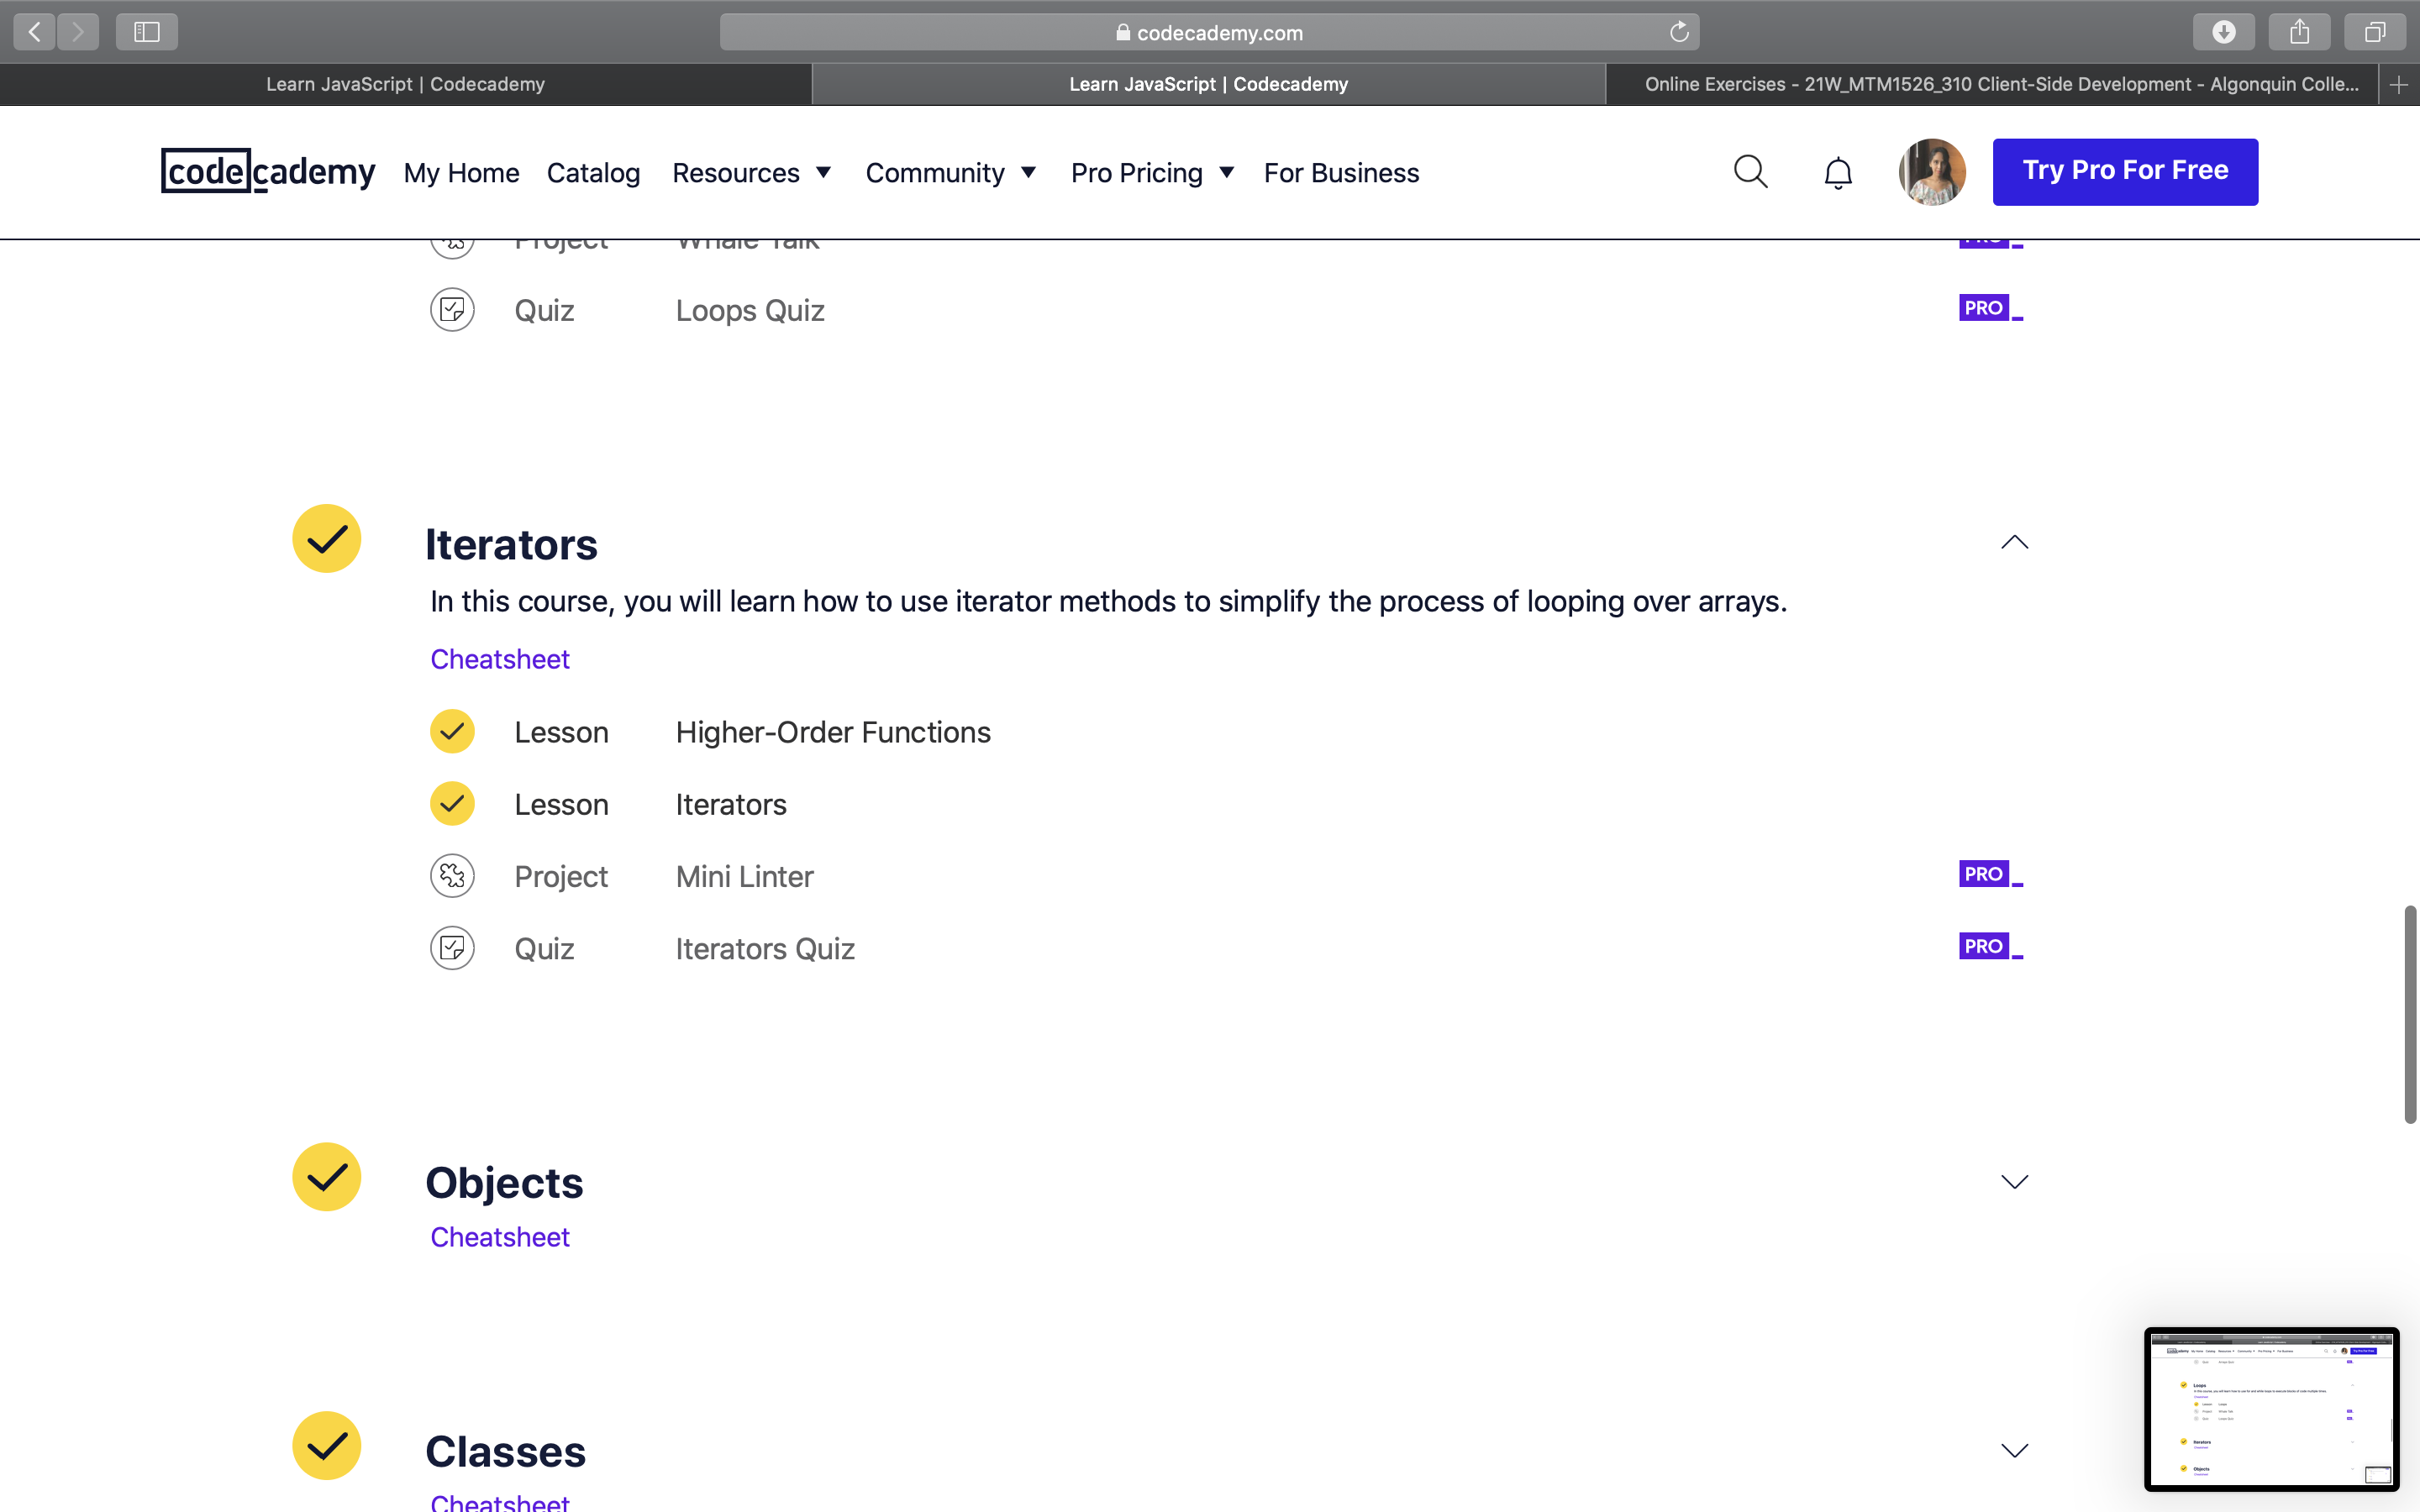 codecademy.com
Learn JavaScript | Codecademy
Learn JavaScript | Codecademy
Online Exercises - 21W_MTM1526_310 Client-Side Development - Algonquin Colle...
codecademy My Home Catalog Resources Community Pro Pricing For Business Try Pro For Free
Project Whale Talk PRO
Quiz Loops Quiz PRO
Iterators
In this course, you will learn how to use iterator methods to simplify the process of looping over arrays.
Cheatsheet
Lesson Higher-Order Functions
Lesson Iterators
Project Mini Linter PRO
Quiz Iterators Quiz PRO
Objects
Cheatsheet
Classes
Cheatsheet